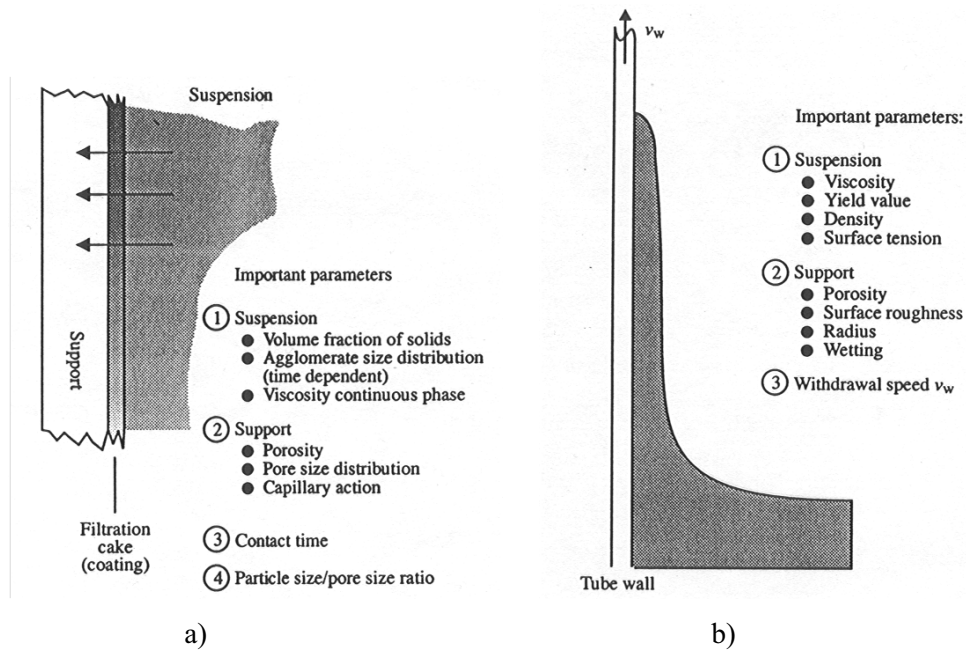 Suspension
Support
Important parameters
① Suspension
● Volume fraction of solids
● Agglomerate size distribution
(time dependent)
● Viscosity continuous phase
② Support
● Porosity
● Pore size distribution
● Capillary action
③ Contact time
④ Particle size/pore size ratio
Filtration
cake
(coating)
a)
vw
Important parameters:
① Suspension
● Viscosity
● Yield value
● Density
● Surface tension
② Support
● Porosity
● Surface roughness
● Radius
● Wetting
③ Withdrawal speed vw
Tube wall
b)